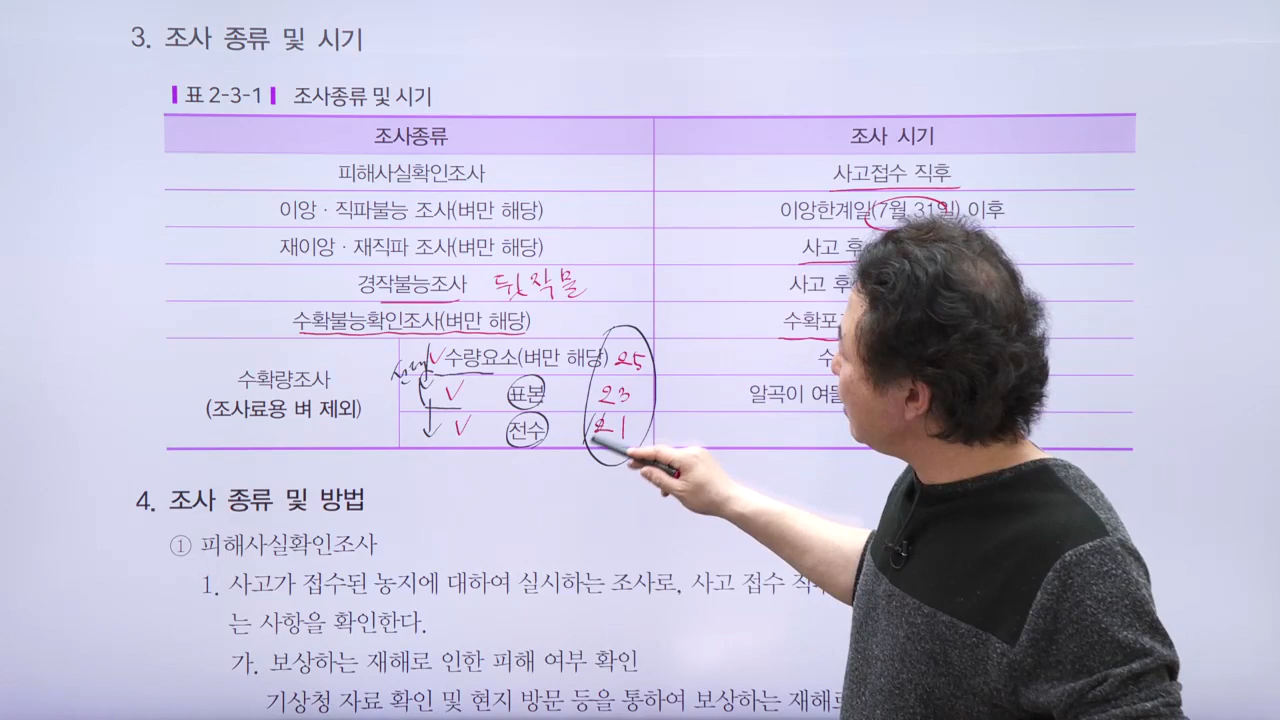 3. 조사 종류 및 시기
표 2-3-1 조사종류 및 시기
조사종류 조사 시기
피해사실확인조사 사고접수 직후
이앙·직파불능 조사(벼만 해당) 이앙한계일(7월 31일) 이후
재이앙·재직파 조사(벼만 해당) 사고 후
경작불능조사 뒷작물 사고 후
수확불능확인조사(벼만 해당) 수확포
수확량조사
(조사료용 벼 제외)
수량요소(벼만 해당) 25 수
표본 23 알곡이 여물
전수 21
4. 조사 종류 및 방법
① 피해사실확인조사
1. 사고가 접수된 농지에 대하여 실시하는 조사로, 사고 접수 직
는 사항을 확인한다.
가. 보상하는 재해로 인한 피해 여부 확인
기상청 자료 확인 및 현지 방문 등을 통하여 보상하는 재해로